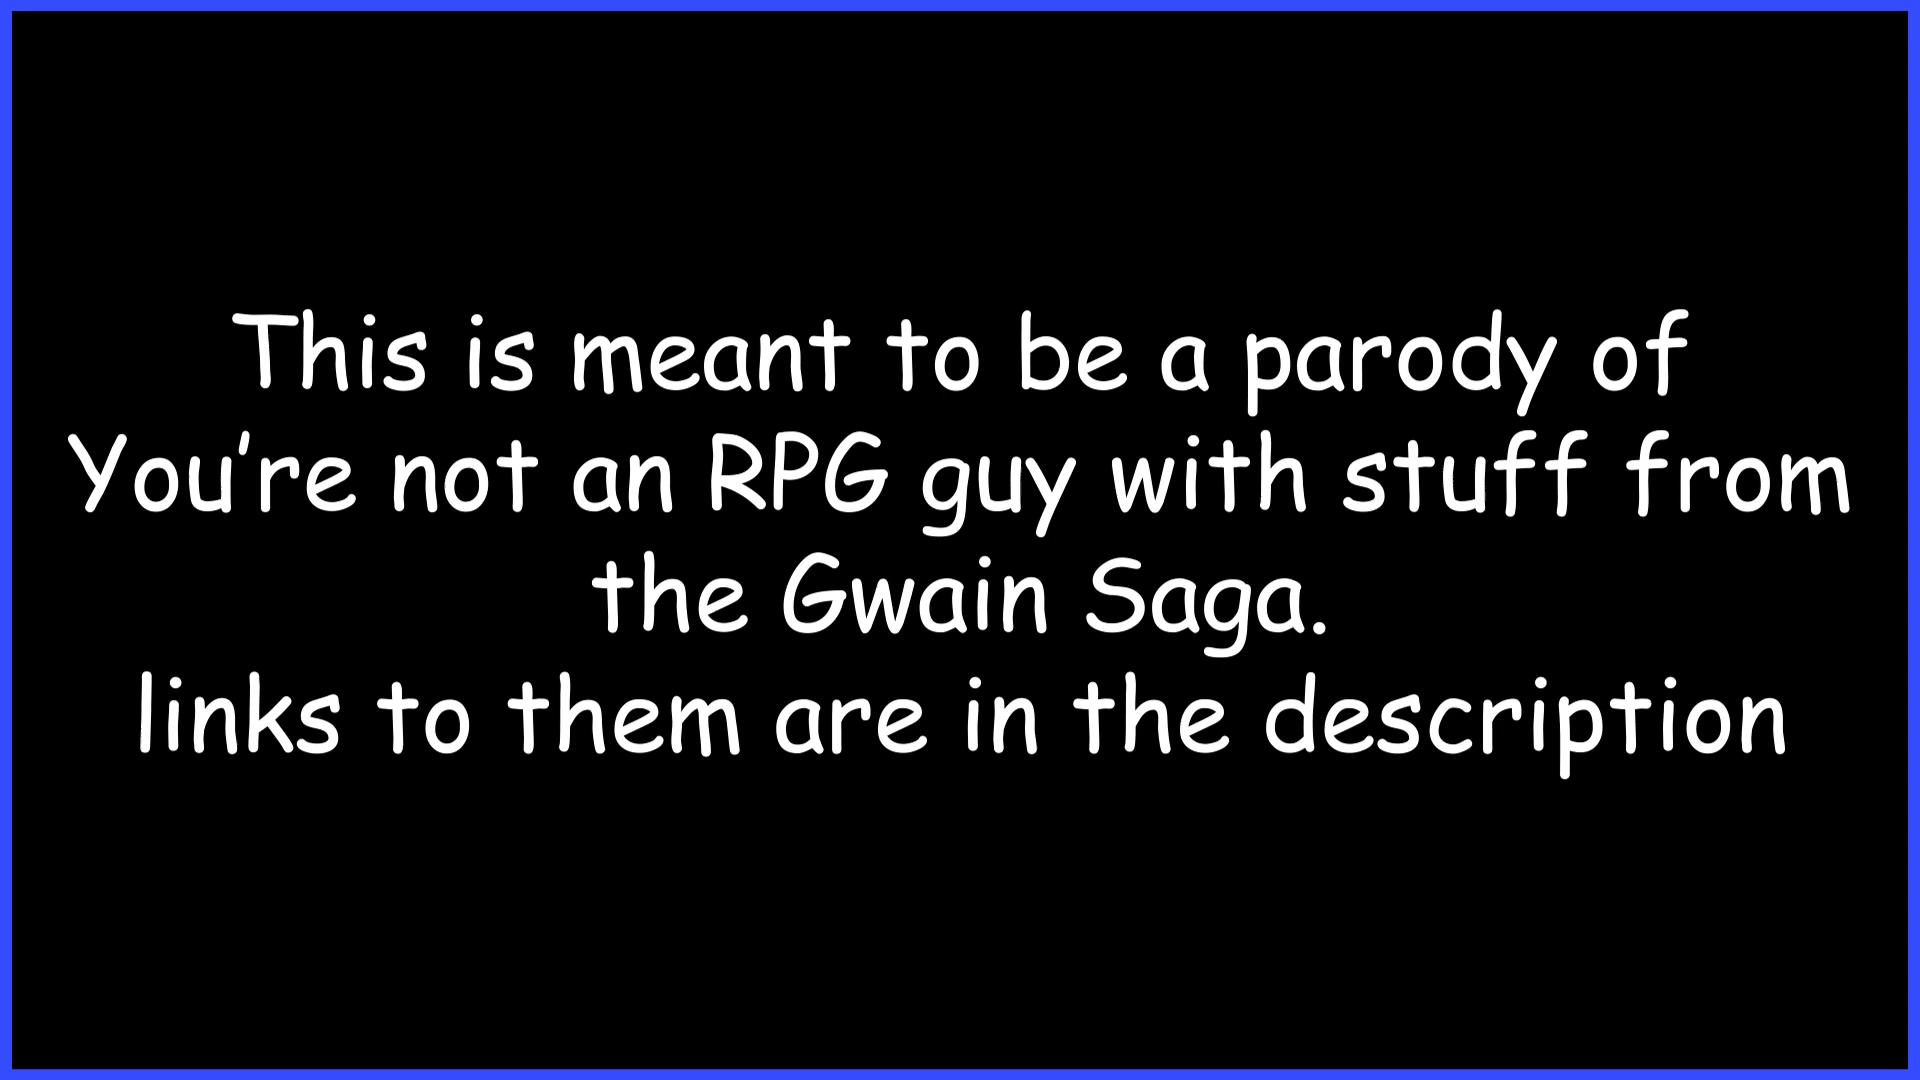 This is meant to be a parody of
You're not an RPG guy with stuff from
the Gwain Saga.
links to them are in the description